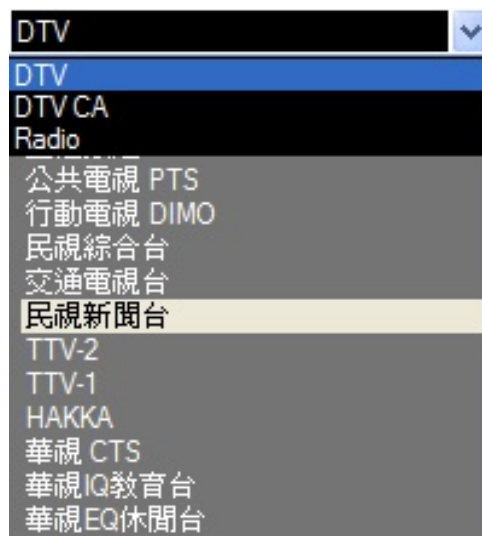 DTV
DTV
DTV CA
Radio
公共電視 PTS
行動電視 DIMO
民視綜合台
交通電視台
民視新聞台
TTV-2
TTV-1
HAKKA
華視 CTS
華視IQ教育台
華視EQ休閒台